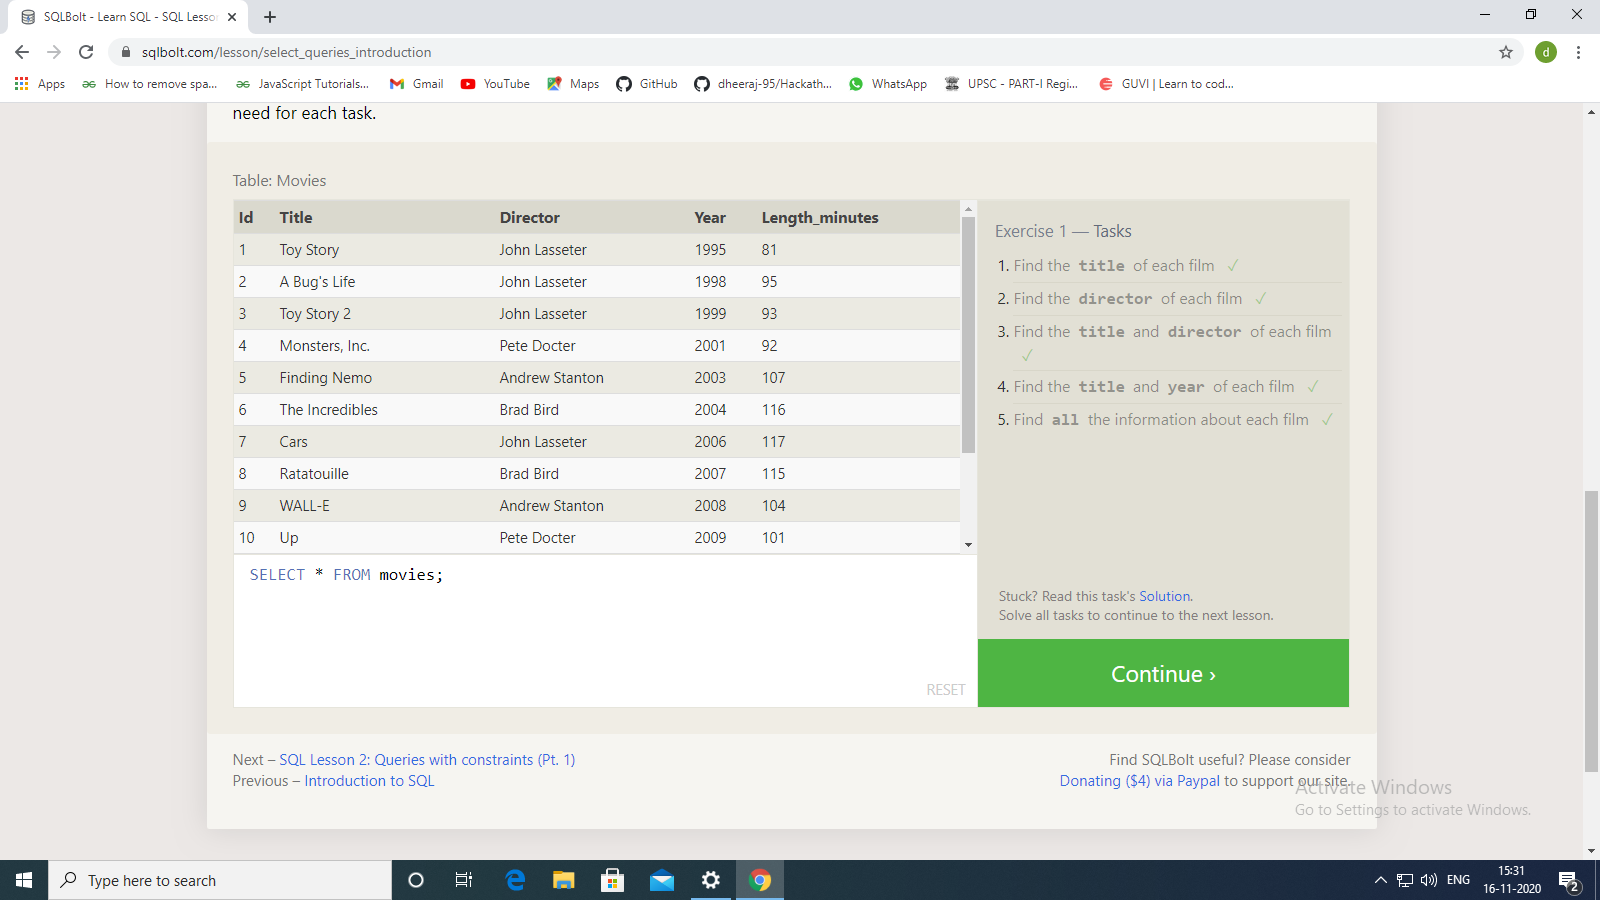 SQLBolt - Learn SQL - SQL Lesso
sqlbolt.com/lesson/select_queries_introduction
d
Apps How to remove spa... JavaScript Tutorials... Gmail YouTube Maps GitHub dheeraj-95/Hackath... WhatsApp UPSC - PART-I Regi... GUVI | Learn to cod...
need for each task.
Table: Movies
Id Title Director Year Length_minutes
1 Toy Story John Lasseter 1995 81
2 A Bug's Life John Lasseter 1998 95
3 Toy Story 2 John Lasseter 1999 93
4 Monsters, Inc. Pete Docter 2001 92
5 Finding Nemo Andrew Stanton 2003 107
6 The Incredibles Brad Bird 2004 116
7 Cars John Lasseter 2006 117
8 Ratatouille Brad Bird 2007 115
9 WALL-E Andrew Stanton 2008 104
10 Up Pete Docter 2009 101
SELECT * FROM movies;
RESET
Exercise 1 — Tasks
1. Find the title of each film ✓
2. Find the director of each film ✓
3. Find the title and director of each film
✓
4. Find the title and year of each film ✓
5. Find all the information about each film ✓
Stuck? Read this task's Solution.
Solve all tasks to continue to the next lesson.
Continue ›
Next – SQL Lesson 2: Queries with constraints (Pt. 1)
Previous – Introduction to SQL
Find SQLBolt useful? Please consider
Donating ($4) via Paypal to support our site.
Activate Windows
Go to Settings to activate Windows.
Type here to search
ENG
15:31
16-11-2020
2